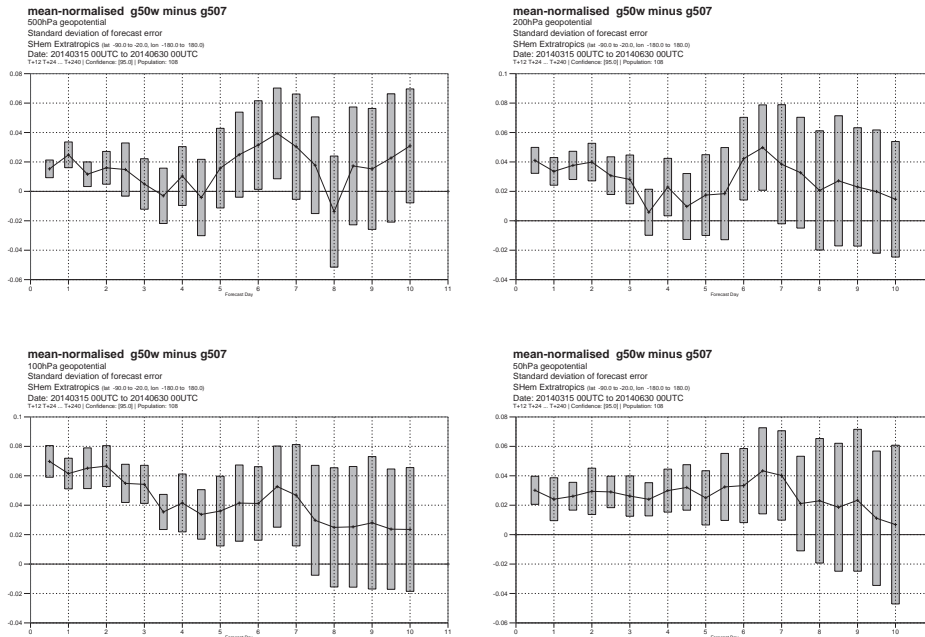 mean-normalised g50w minus g507
500hPa geopotential
Standard deviation of forecast error
SHem Extratropics (lat -90.0 to -20.0, lon -180.0 to 180.0)
Date: 20140315 00UTC to 20140630 00UTC
T+12 T+24 ... T+240 | Confidence: [95.0] | Population: 108
0.08
0.06
0.04
0.02
0
-0.02
-0.04
-0.06
0 1 2 3 4 5 6 7 8 9 10 11
Forecast Day
mean-normalised g50w minus g507
200hPa geopotential
Standard deviation of forecast error
SHem Extratropics (lat -90.0 to -20.0, lon -180.0 to 180.0)
Date: 20140315 00UTC to 20140630 00UTC
T+12 T+24 ... T+240 | Confidence: [95.0] | Population: 108
0.1
0.08
0.06
0.04
0.02
0
-0.02
-0.04
0 1 2 3 4 5 6 7 8 9 10
Forecast Day
mean-normalised g50w minus g507
100hPa geopotential
Standard deviation of forecast error
SHem Extratropics (lat -90.0 to -20.0, lon -180.0 to 180.0)
Date: 20140315 00UTC to 20140630 00UTC
T+12 T+24 ... T+240 | Confidence: [95.0] | Population: 108
0.1
0.08
0.06
0.04
0.02
0
-0.02
-0.04
0 1 2 3 4 5 6 7 8 9 10 11
mean-normalised g50w minus g507
50hPa geopotential
Standard deviation of forecast error
SHem Extratropics (lat -90.0 to -20.0, lon -180.0 to 180.0)
Date: 20140315 00UTC to 20140630 00UTC
T+12 T+24 ... T+240 | Confidence: [95.0] | Population: 108
0.08
0.06
0.04
0.02
0
-0.02
-0.04
-0.06
0 1 2 3 4 5 6 7 8 9 10